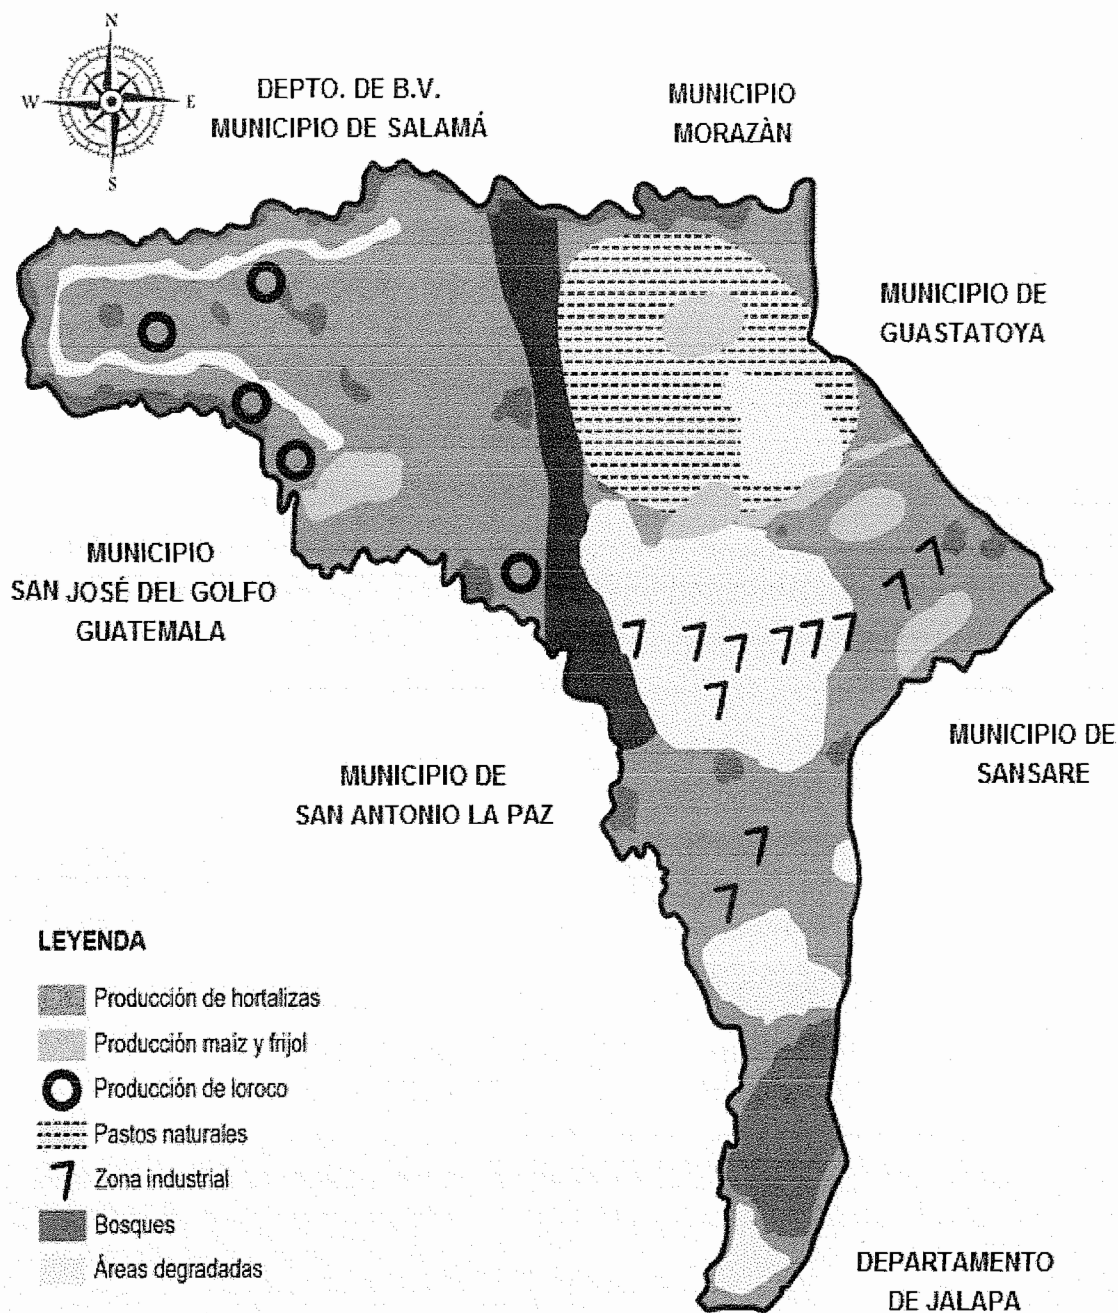 N
W E
S
DEPTO. DE B.V.
MUNICIPIO DE SALAMÁ
MUNICIPIO
MORAZÀN
MUNICIPIO DE
GUASTATOYA
MUNICIPIO
SAN JOSÉ DEL GOLFO
GUATEMALA
MUNICIPIO DE
SAN ANTONIO LA PAZ
MUNICIPIO DE
SANSARE
LEYENDA
Producción de hortalizas
Producción maíz y frijol
Producción de loroco
Pastos naturales
Zona industrial
Bosques
Áreas degradadas
DEPARTAMENTO
DE JALAPA